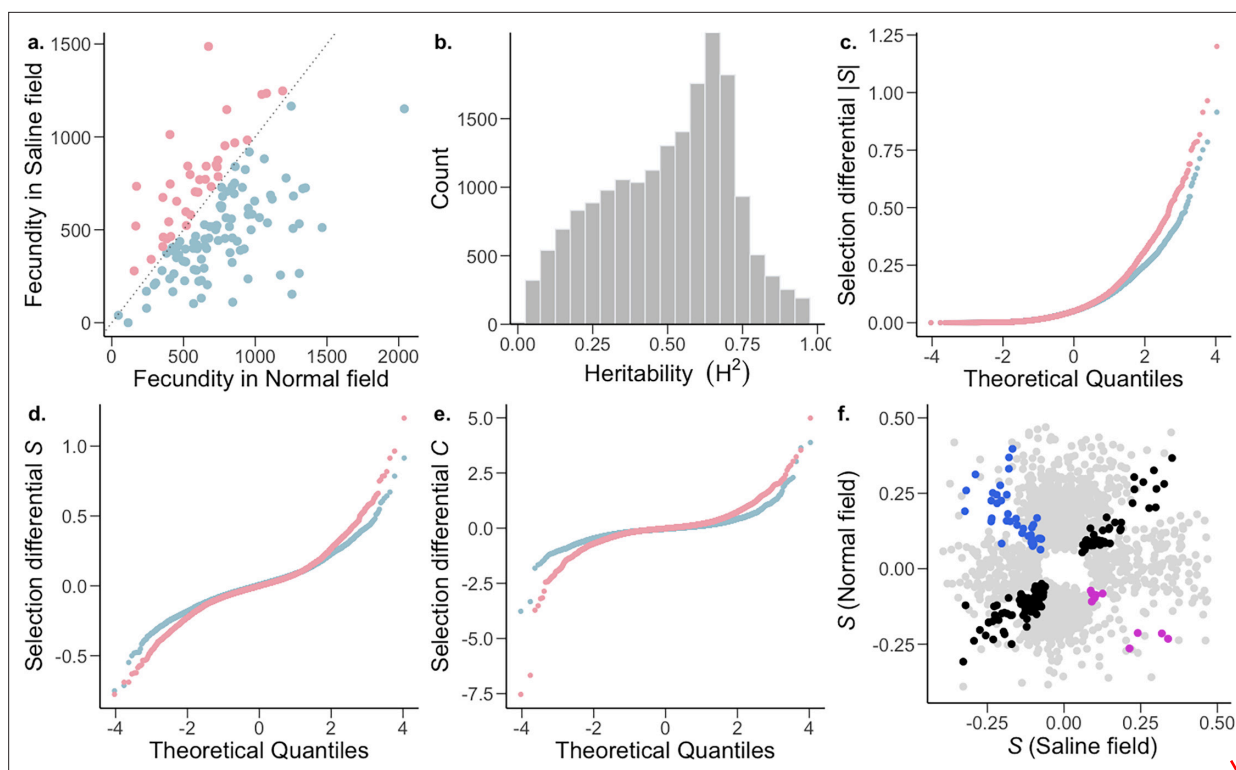 a.
1500
1000
500
0
Fecundity in Saline field
0 500 1000 1500 2000
Fecundity in Normal field
b.
1500
1000
500
0
Count
0.00 0.25 0.50 0.75 1.00
Heritability (H²)
c.
1.25
1.00
0.75
0.50
0.25
0.00
Selection differential |S|
-4 -2 0 2 4
Theoretical Quantiles
d.
1.0
0.5
0.0
-0.5
Selection differential S
-4 -2 0 2 4
Theoretical Quantiles
e.
5.0
2.5
0.0
-2.5
-5.0
-7.5
Selection differential C
-4 -2 0 2 4
Theoretical Quantiles
f.
0.50
0.25
0.00
-0.25
S (Normal field)
-0.25 0.00 0.25 0.50
S (Saline field)